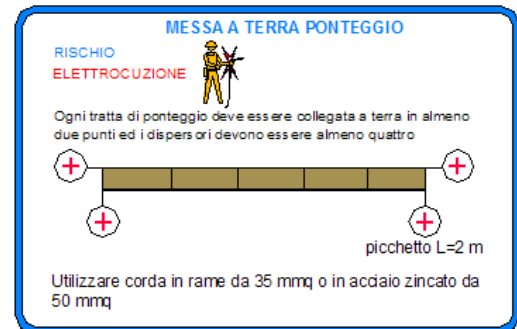 MESSA A TERRA PONTEGGIO
RISCHIO
ELETTROCUZIONE
Ogni tratta di ponteggio deve essere collegata a terra in almeno
due punti ed i dispersori devono essere almeno quattro
picchetto L=2 m
Utilizzare corda in rame da 35 mmq o in acciaio zincato da
50 mmq